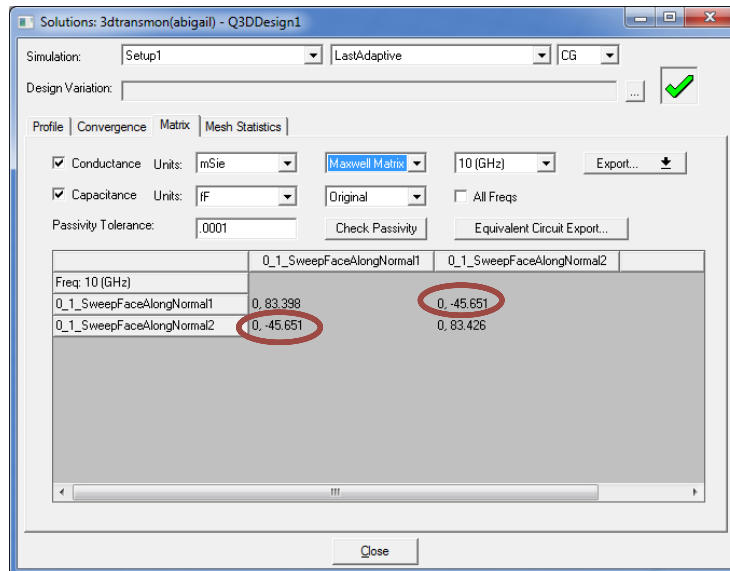 Solutions: 3dtransmon(abigail) - Q3DDesign1
Simulation: Setup1 LastAdaptive CG
Design Variation: ...
Profile Convergence Matrix Mesh Statistics
Conductance Units: mSie Maxwell Matrix 10 (GHz) Export...
Capacitance Units: fF Original All Freqs
Passivity Tolerance: .0001 Check Passivity Equivalent Circuit Export...
0_1_SweepFaceAlongNormal1 0_1_SweepFaceAlongNormal2
Freq: 10 (GHz)
0_1_SweepFaceAlongNormal1 0, 83.398 0, -45.651
0_1_SweepFaceAlongNormal2 0, -45.651 0, 83.426
Close